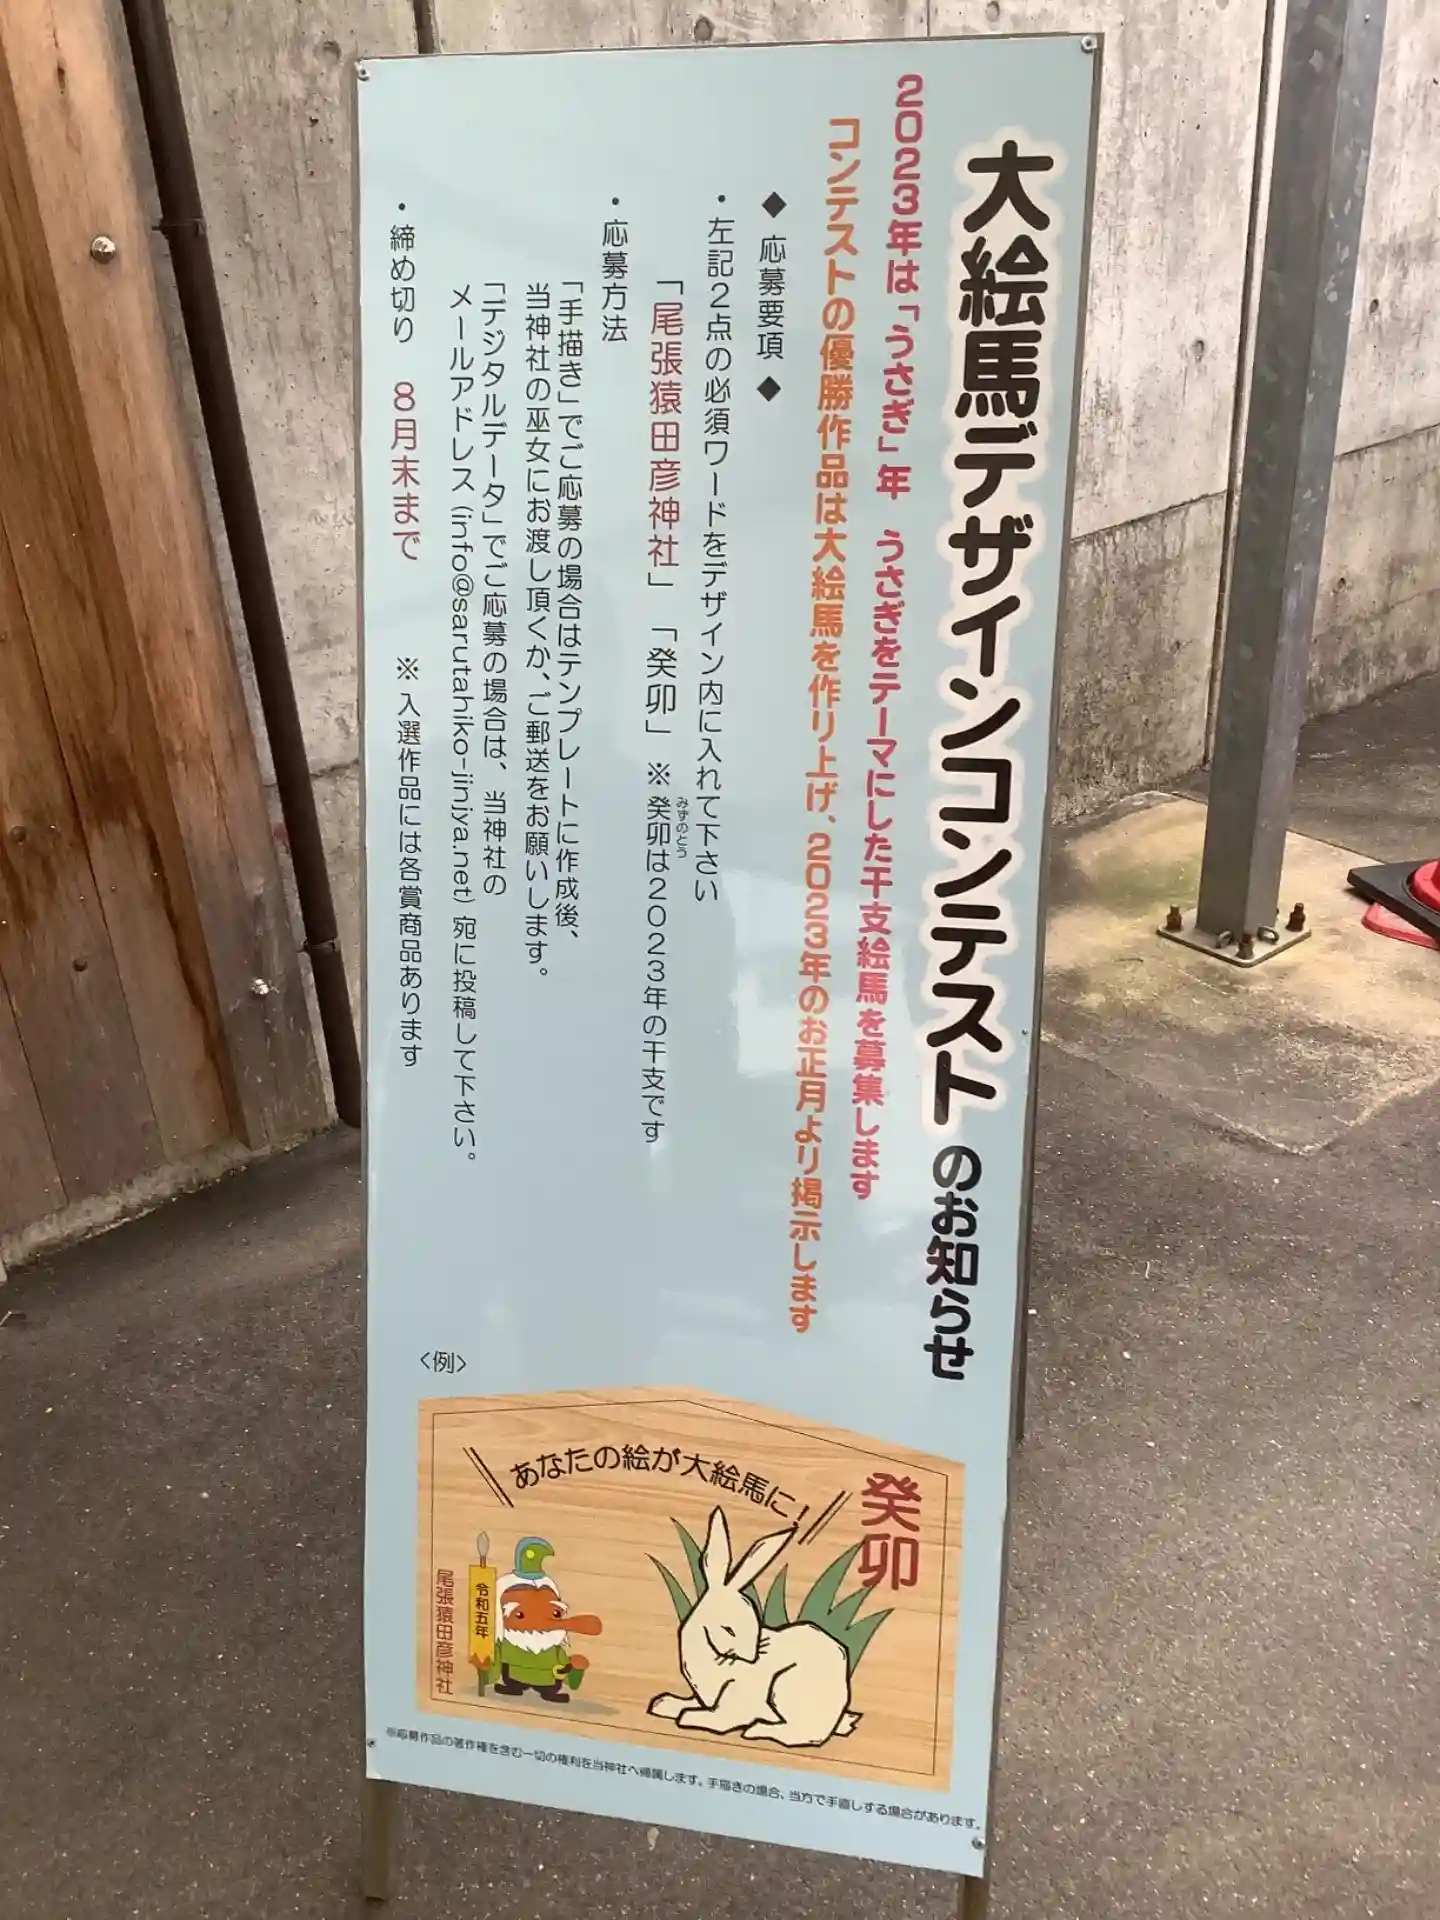 大絵馬デザインコンテストのお知らせ
2023年は「うさぎ」年　うさぎをテーマにした干支絵馬を募集します
コンテストの優勝作品は大絵馬を作り上げ、2023年のお正月より掲示します
◆ 応募要項 ◆
・左記2点の必須ワードをデザイン内に入れて下さい
「尾張猿田彦神社」「癸卯」※癸卯は2023年の干支です
みずのとう
・応募方法
「手描き」でご応募の場合はテンプレートに作成後、
当神社の巫女にお渡し頂くか、ご郵送をお願いします。
「デジタルデータ」でご応募の場合は、当神社の
メールアドレス(info@sarutahiko-jinjya.net)宛に投稿して下さい。
・締め切り　8月末まで　※入選作品には各賞商品あります
〈例〉
あなたの絵が大絵馬に!
癸卯
令和五年
尾張猿田彦神社
※応募作品の著作権を含む一切の権利を当神社へ帰属します。手描きの場合、当方で手直しする場合があります。